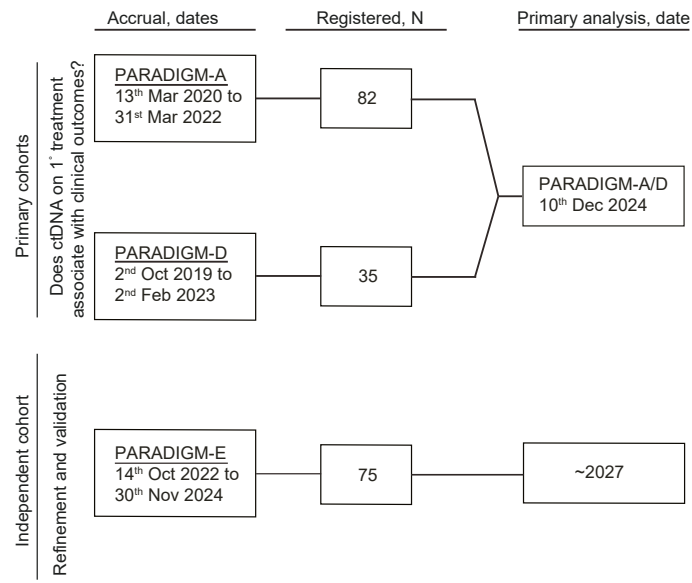 Accrual, dates
Registered, N
Primary analysis, date
Primary cohorts
Does ctDNA on 1° treatment
associate with clinical outcomes?
PARADIGM-A
13th Mar 2020 to
31st Mar 2022
82
PARADIGM-D
2nd Oct 2019 to
2nd Feb 2023
35
PARADIGM-A/D
10th Dec 2024
Independent cohort
Refinement and validation
PARADIGM-E
14th Oct 2022 to
30th Nov 2024
75
~2027